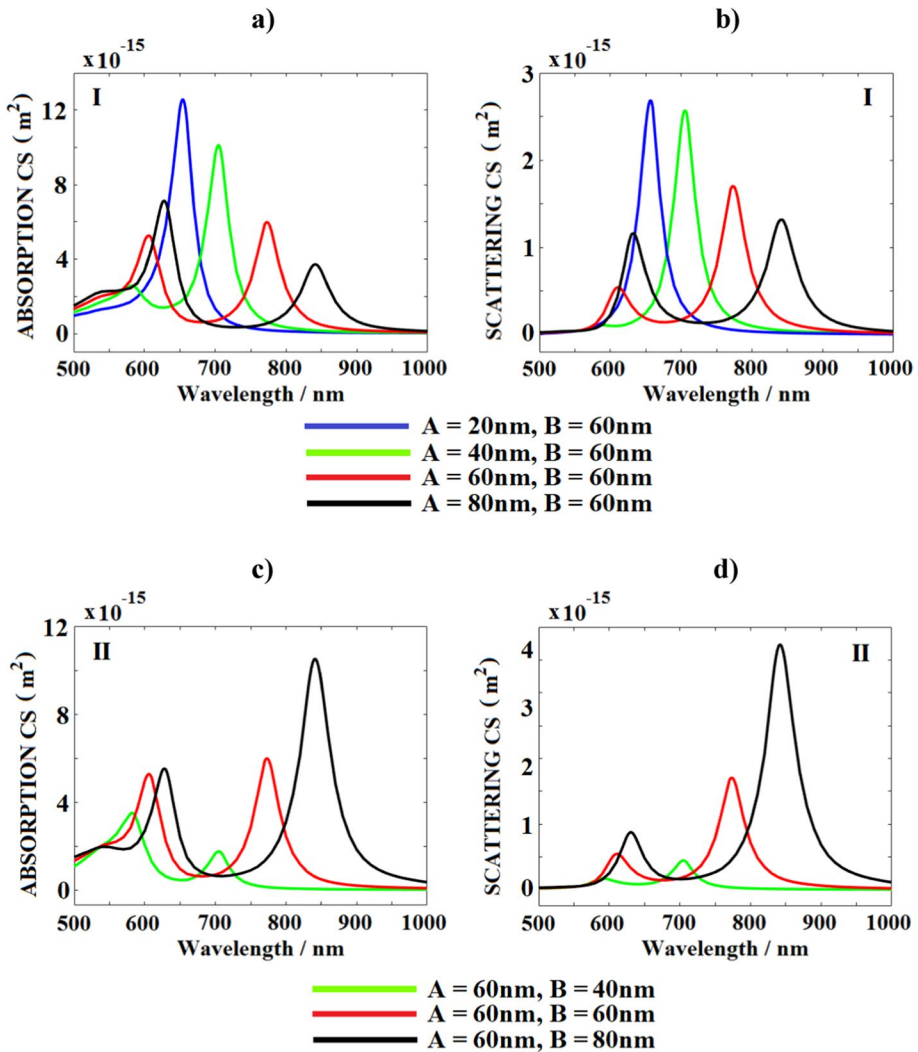 a)
x10^-15
I
12
8
4
0
ABSORPTION CS ( m²)
500 600 700 800 900 1000
Wavelength / nm
b)
x10^-15
I
3
2
1
0
SCATTERING CS ( m²)
500 600 700 800 900 1000
Wavelength / nm
A = 20nm, B = 60nm
A = 40nm, B = 60nm
A = 60nm, B = 60nm
A = 80nm, B = 60nm
c)
x10^-15
II
12
8
4
0
ABSORPTION CS ( m²)
500 600 700 800 900 1000
Wavelength / nm
d)
x10^-15
II
4
3
2
1
0
SCATTERING CS ( m²)
500 600 700 800 900 1000
Wavelength / nm
A = 60nm, B = 40nm
A = 60nm, B = 60nm
A = 60nm, B = 80nm